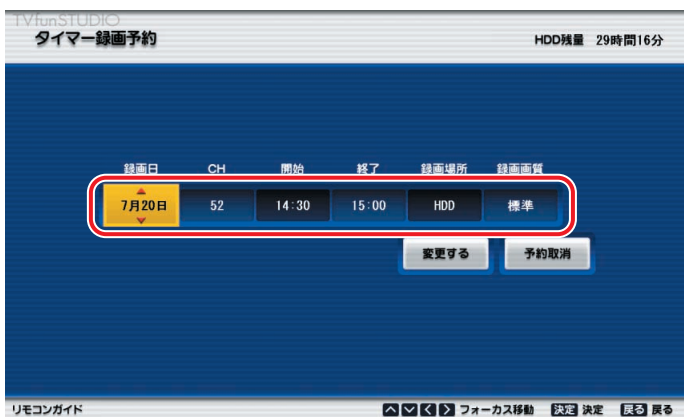 TVfunSTUDIO
タイマー録画予約 HDD残量 29時間16分
録画日 CH 開始 終了 録画場所 録画画質
7月20日 52 14:30 15:00 HDD 標準
変更する 予約取消
リモコンガイド フォーカス移動 決定 決定 戻る 戻る